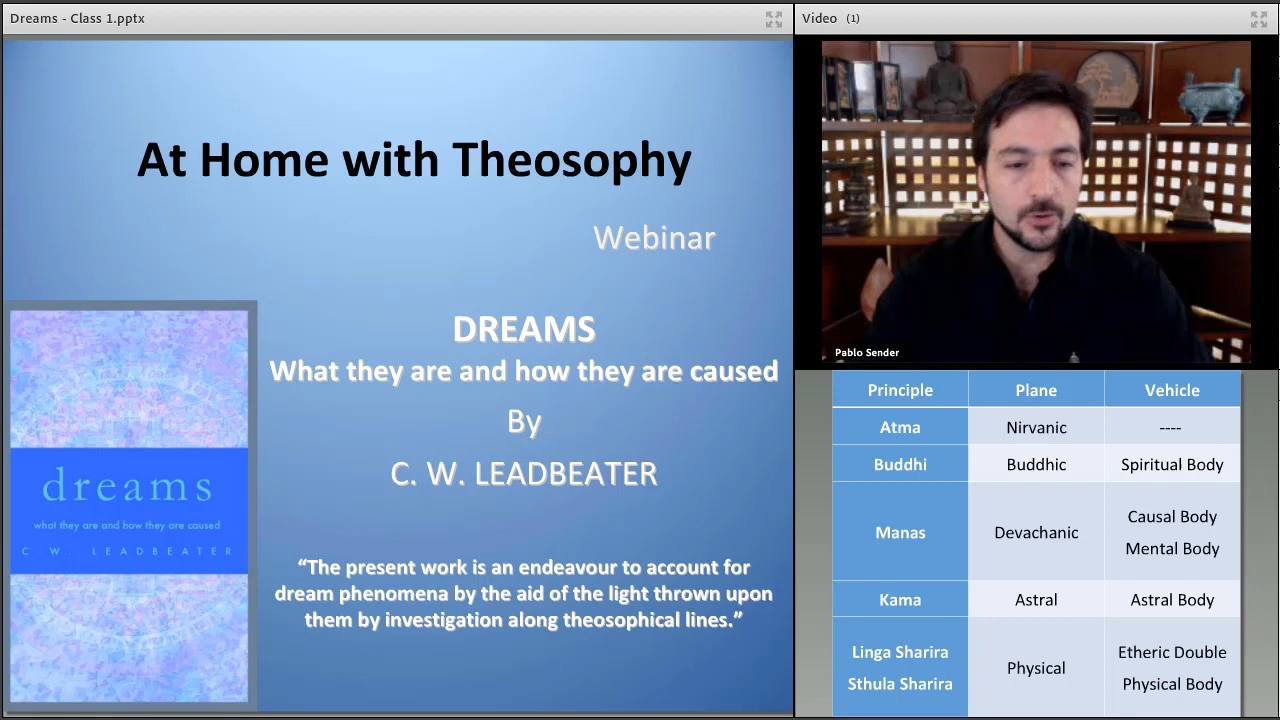 Dreams - Class 1.pptx
At Home with Theosophy
Webinar
DREAMS
What they are and how they are caused
By
C. W. LEADBEATER
“The present work is an endeavour to account for
dream phenomena by the aid of the light thrown upon
them by investigation along theosophical lines.”
dreams
what they are and how they are caused
C. W. LEADBEATER
Video (1)
Pablo Sender
Principle Plane Vehicle
Atma Nirvanic ----
Buddhi Buddhic Spiritual Body
Manas Devachanic Causal Body
Mental Body
Kama Astral Astral Body
Linga Sharira Physical Etheric Double
Sthula Sharira Physical Body